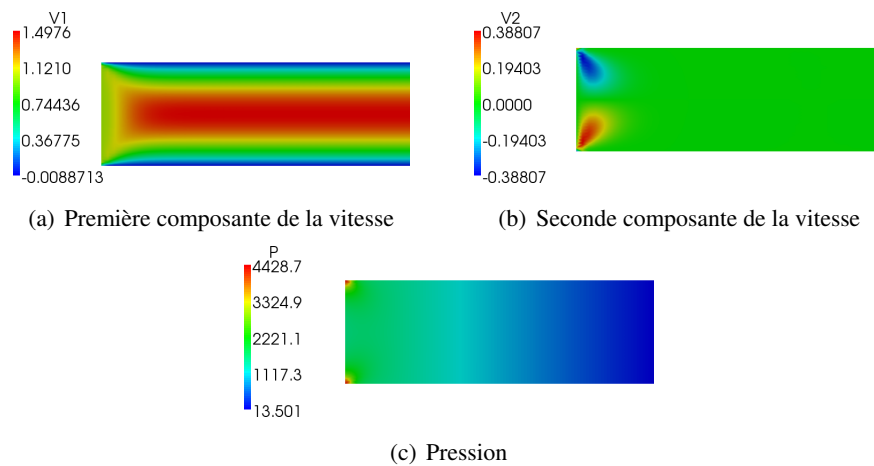 V1
1.4976
1.1210
0.74436
0.36775
-0.0088713
V2
0.38807
0.19403
0.0000
-0.19403
-0.38807
(a) Première composante de la vitesse
(b) Seconde composante de la vitesse
P
4428.7
3324.9
2221.1
1117.3
13.501
(c) Pression